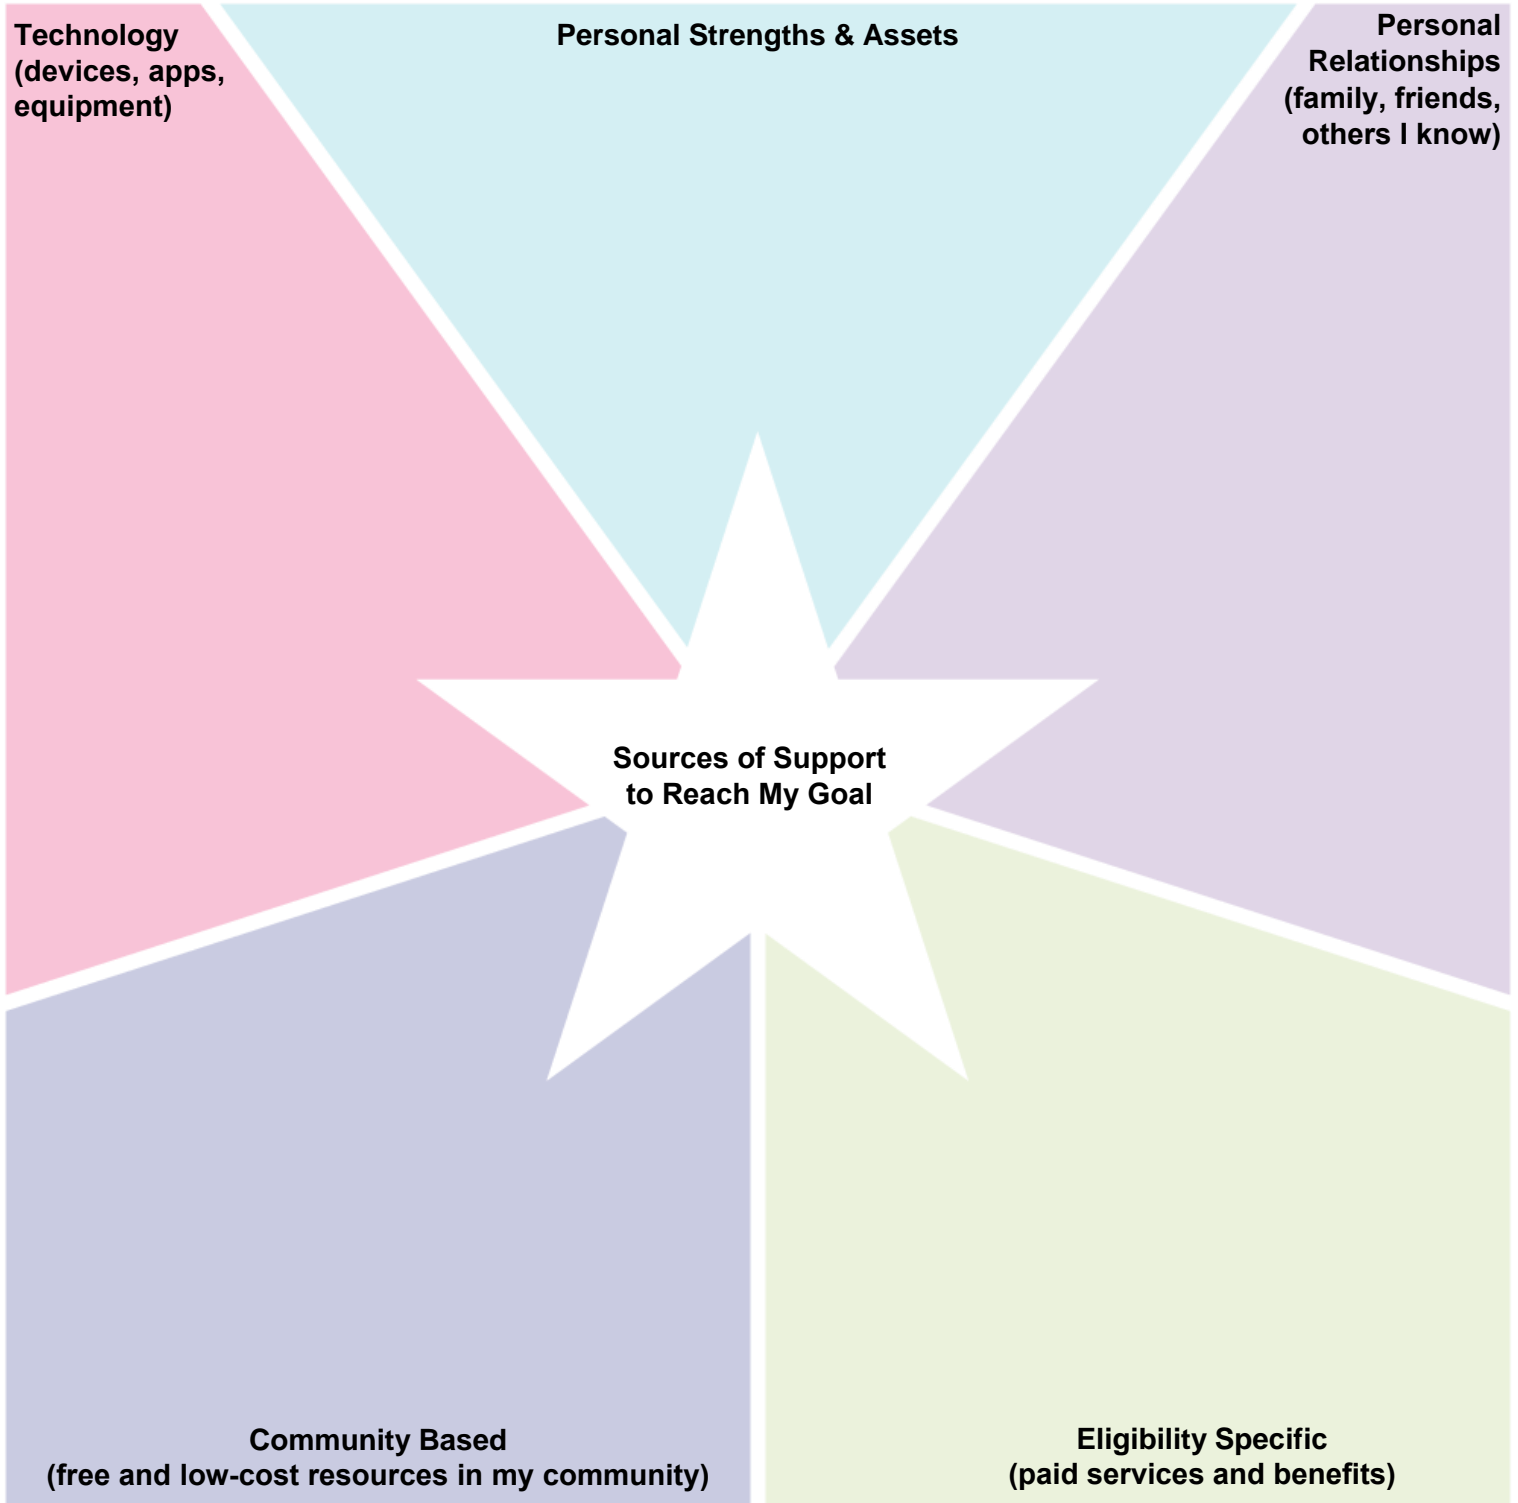 Technology
(devices, apps,
equipment)
Personal Strengths & Assets
Personal
Relationships
(family, friends,
others I know)
Sources of Support
to Reach My Goal
Community Based
(free and low-cost resources in my community)
Eligibility Specific
(paid services and benefits)